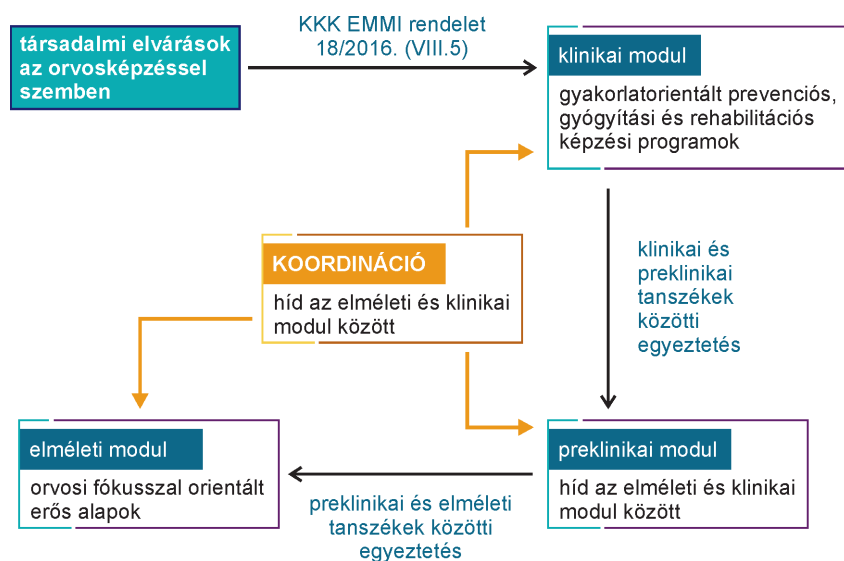 társadalmi elvárások
az orvosképzéssel
szemben
KKK EMMI rendelet
18/2016. (VIII.5)
klinikai modul
gyakorlatorientált prevenciós,
gyógyítási és rehabilitációs
képzési programok
KOORDINÁCIÓ
híd az elméleti és klinikai
modul között
klinikai és
preklinikai
tanszékek
közötti
egyeztetés
elméleti modul
orvosi fókusszal orientált
erős alapok
preklinikai és elméleti
tanszékek közötti
egyeztetés
preklinikai modul
híd az elméleti és klinikai
modul között